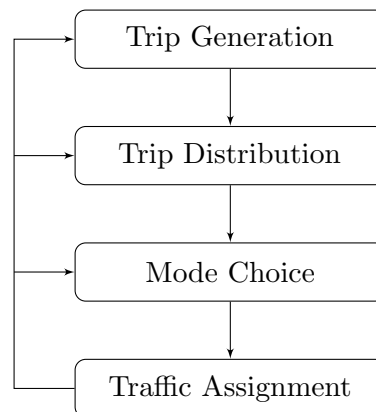 Trip Generation
Trip Distribution
Mode Choice
Traffic Assignment